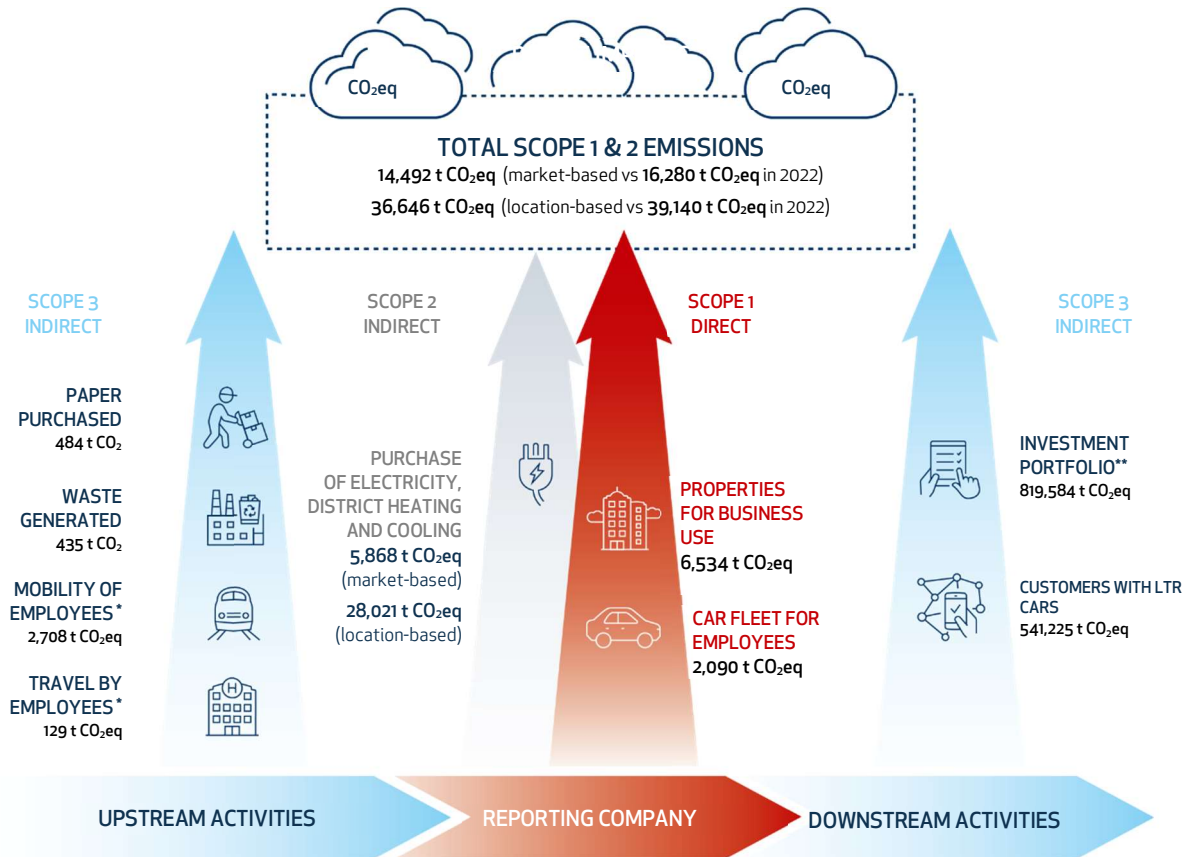 CO₂eq
CO₂eq
TOTAL SCOPE 1 & 2 EMISSIONS
14,492 t CO₂eq (market-based vs 16,280 t CO₂eq in 2022)
36,646 t CO₂eq (location-based vs 39,140 t CO₂eq in 2022)
SCOPE 3
INDIRECT
PAPER
PURCHASED
484 t CO₂
WASTE
GENERATED
435 t CO₂
MOBILITY OF
EMPLOYEES *
2,708 t CO₂eq
TRAVEL BY
EMPLOYEES *
129 t CO₂eq
SCOPE 2
INDIRECT
PURCHASE
OF ELECTRICITY,
DISTRICT HEATING
AND COOLING
5,868 t CO₂eq
(market-based)
28,021 t CO₂eq
(location-based)
SCOPE 1
DIRECT
PROPERTIES
FOR BUSINESS
USE
6,534 t CO₂eq
CAR FLEET FOR
EMPLOYEES
2,090 t CO₂eq
SCOPE 3
INDIRECT
INVESTMENT
PORTFOLIO**
819,584 t CO₂eq
CUSTOMERS WITH LTR
CARS
541,225 t CO₂eq
H
UPSTREAM ACTIVITIES
REPORTING COMPANY
DOWNSTREAM ACTIVITIES